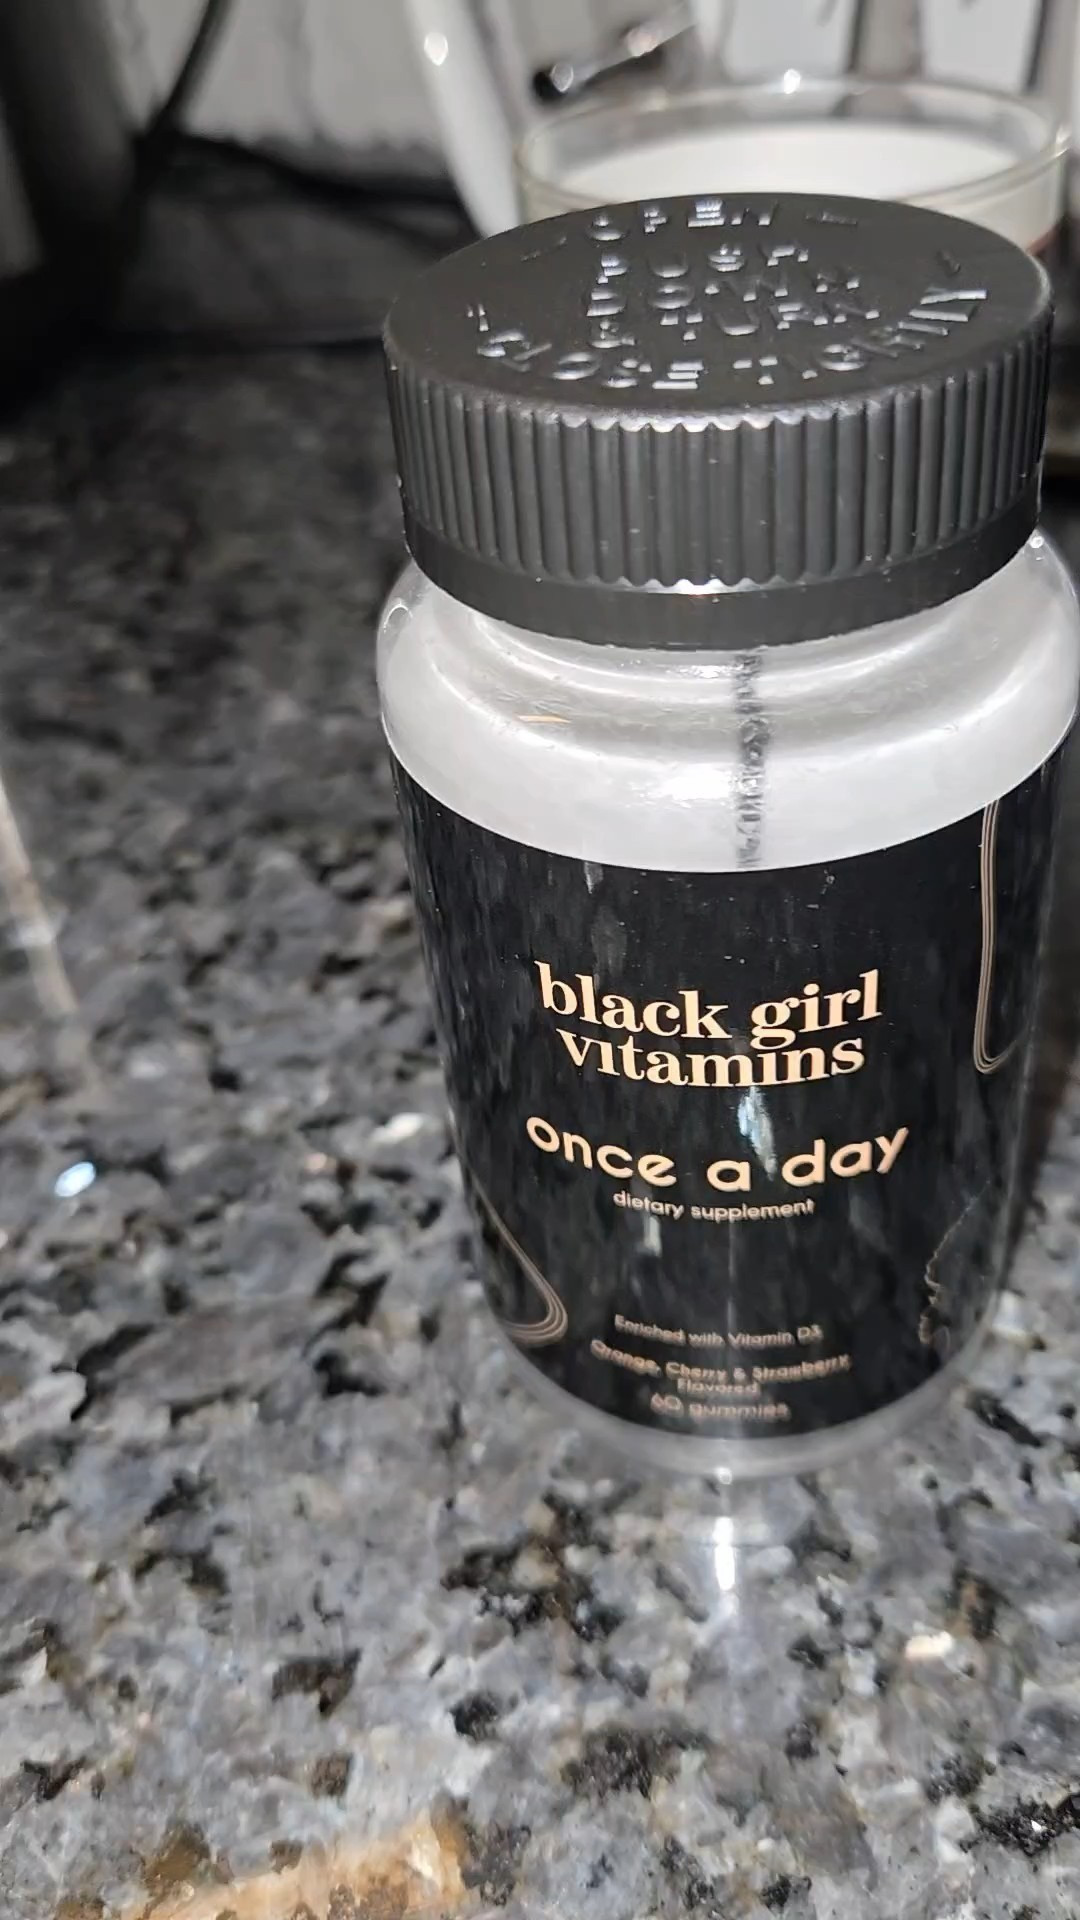 OPEN
PUSH
DOWN
& TURN
CLOSE TIGHTLY
black girl
vitamins
once a day
dietary supplement
Enriched with Vitamin D3
Orange, Cherry & Strawberry
Flavored
60 gummies